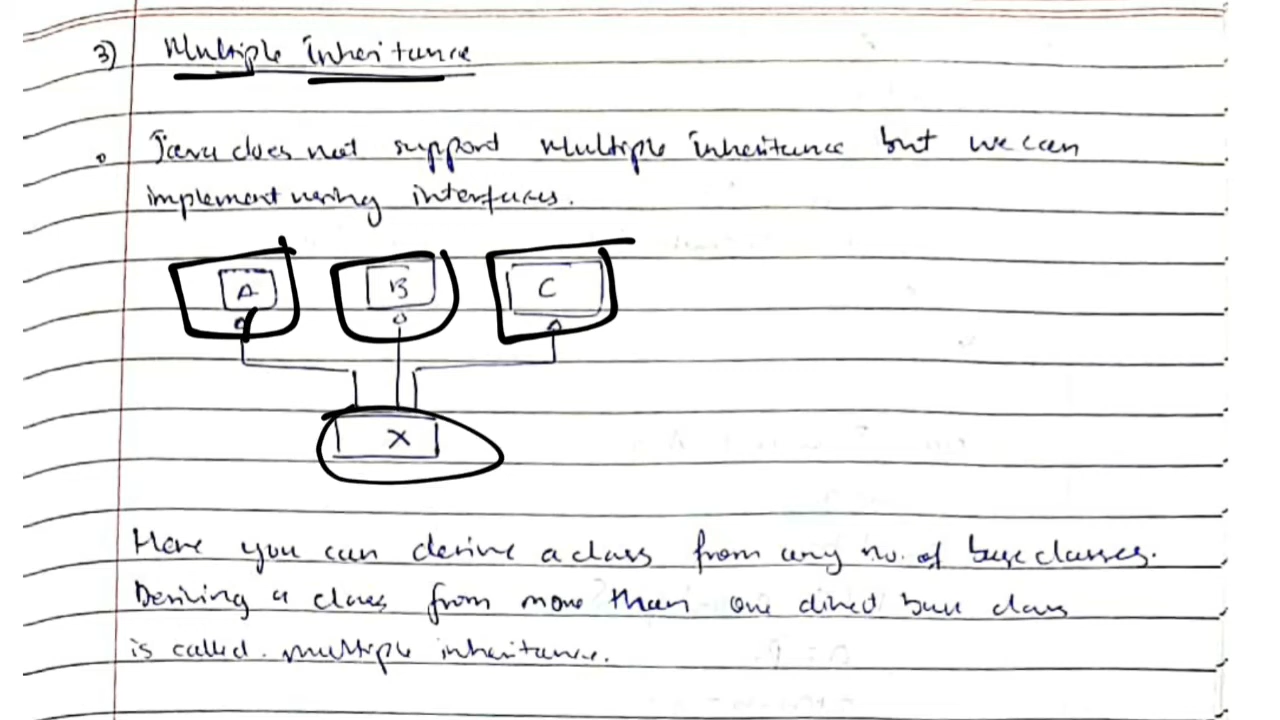 3) Multiple inheritance
Java does not support Multiple inheritance but we can
implement using interfaces.
A B C
X
Here you can derive a class from any no. of base classes.
Deriving a class from more than one direct base class
is called. multiple inheritance.